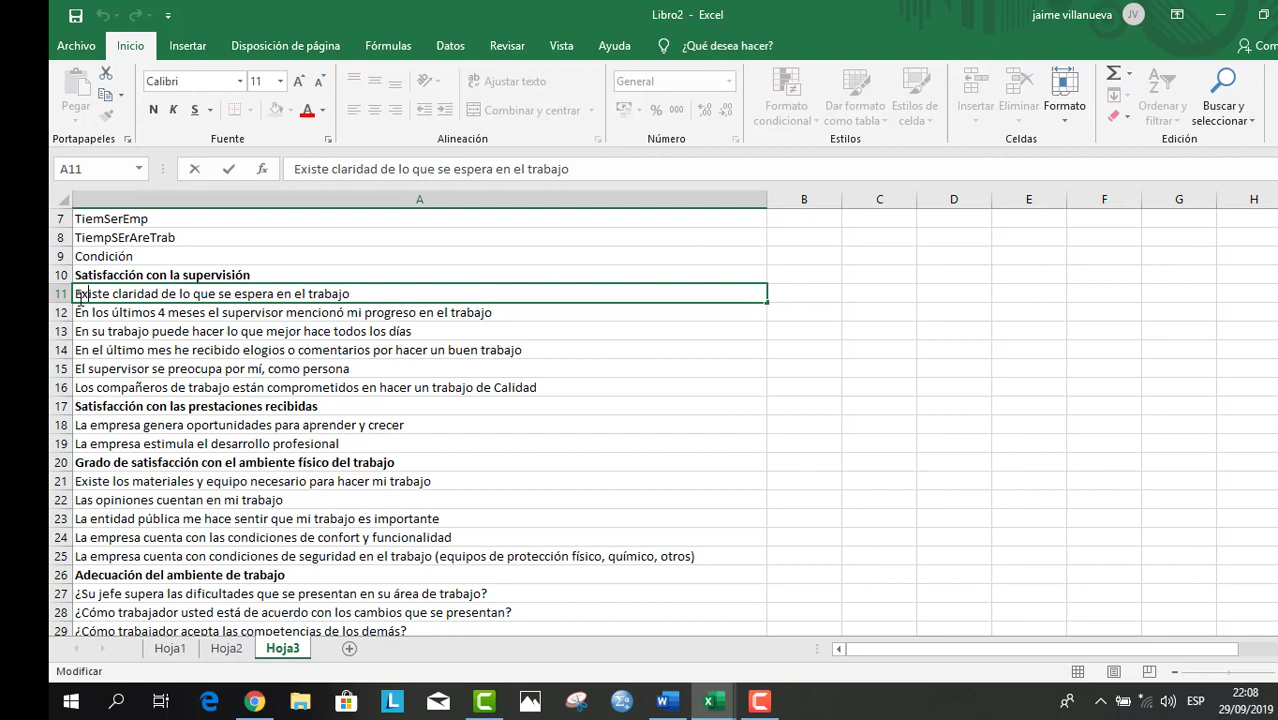 Libro2 - Excel
jaime villanueva
JV
Archivo
Inicio
Insertar
Disposición de página
Fórmulas
Datos
Revisar
Vista
Ayuda
¿Qué desea hacer?
Com
Pegar
Calibri
11
N K S
Ajustar texto
Combinar y centrar
General
% 000
Formato condicional
Dar formato como tabla
Estilos de celda
Insertar
Eliminar
Formato
Ordenar y filtrar
Buscar y seleccionar
Portapapeles
Fuente
Alineación
Número
Estilos
Celdas
Edición
A11
fx
Existe claridad de lo que se espera en el trabajo
A B C D E F G H
7 TiemSerEmp
8 TiempSErAreTrab
9 Condición
10 Satisfacción con la supervisión
11 Existe claridad de lo que se espera en el trabajo
12 En los últimos 4 meses el supervisor mencionó mi progreso en el trabajo
13 En su trabajo puede hacer lo que mejor hace todos los días
14 En el último mes he recibido elogios o comentarios por hacer un buen trabajo
15 El supervisor se preocupa por mí, como persona
16 Los compañeros de trabajo están comprometidos en hacer un trabajo de Calidad
17 Satisfacción con las prestaciones recibidas
18 La empresa genera oportunidades para aprender y crecer
19 La empresa estimula el desarrollo profesional
20 Grado de satisfacción con el ambiente físico del trabajo
21 Existe los materiales y equipo necesario para hacer mi trabajo
22 Las opiniones cuentan en mi trabajo
23 La entidad pública me hace sentir que mi trabajo es importante
24 La empresa cuenta con las condiciones de confort y funcionalidad
25 La empresa cuenta con condiciones de seguridad en el trabajo (equipos de protección físico, químico, otros)
26 Adecuación del ambiente de trabajo
27 ¿Su jefe supera las dificultades que se presentan en su área de trabajo?
28 ¿Cómo trabajador usted está de acuerdo con los cambios que se presentan?
29 ¿Cómo trabajador acepta las competencias de los demás?
Hoja1
Hoja2
Hoja3
Modificar
ESP
22:08
29/09/2019